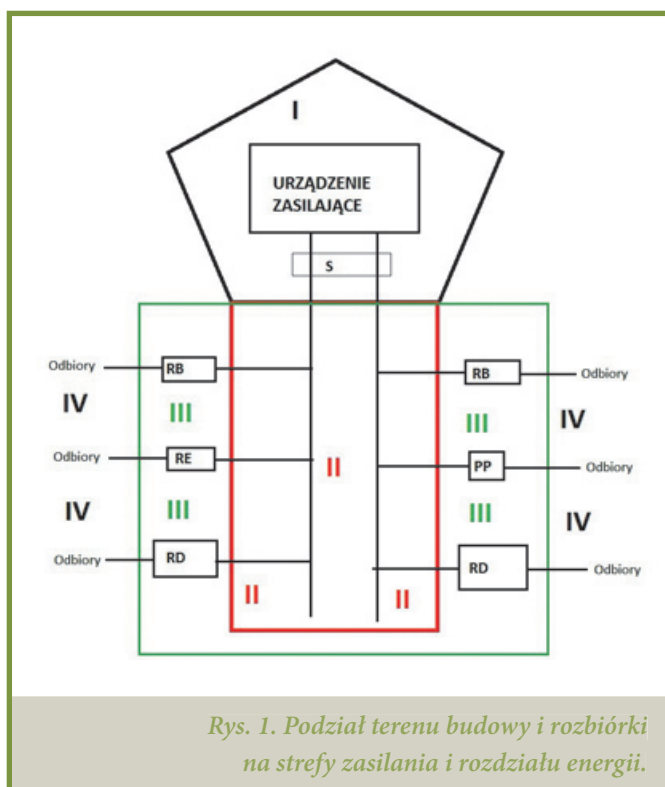 I
URZĄDZENIE
ZASILAJĄCE
S
Odbiory RB RB Odbiory
IV III III IV
Odbiory RE II PP Odbiory
IV III III IV
Odbiory RD RD Odbiory
II II
Rys. 1. Podział terenu budowy i rozbiórki
na strefy zasilania i rozdziału energii.